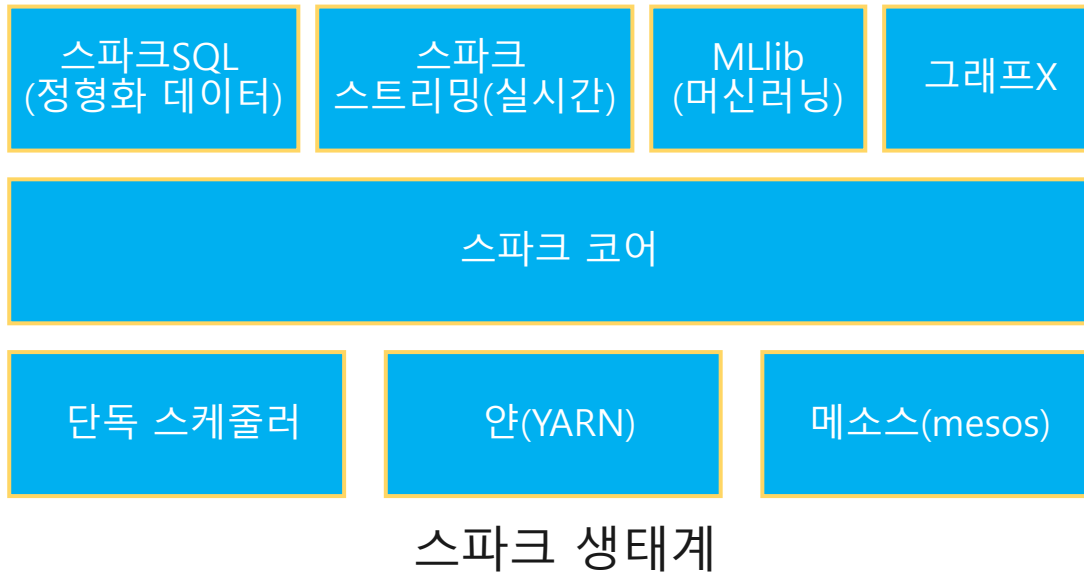 스파크SQL
(정형화 데이터)
스파크
스트리밍(실시간)
MLlib
(머신러닝)
그래프X
스파크 코어
단독 스케줄러
얀(YARN)
메소스(mesos)
스파크 생태계